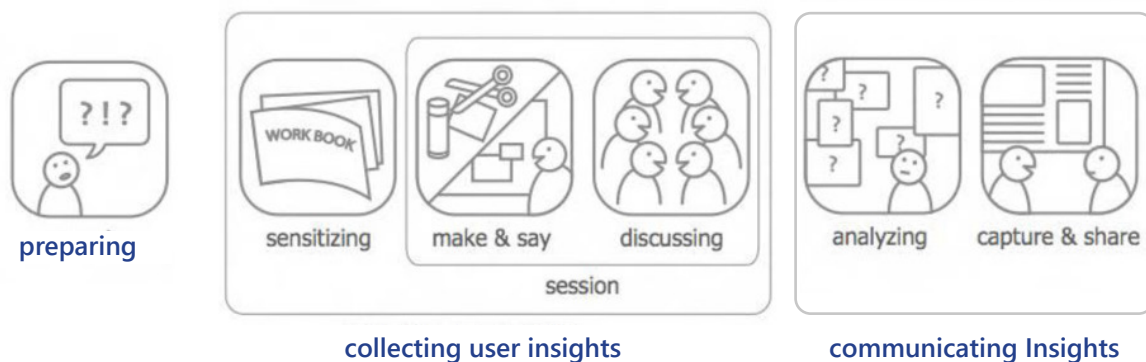 ? ! ?
preparing
WORK BOOK
sensitizing
make & say
discussing
session
collecting user insights
?
?
?
?
?
?
analyzing
capture & share
communicating Insights